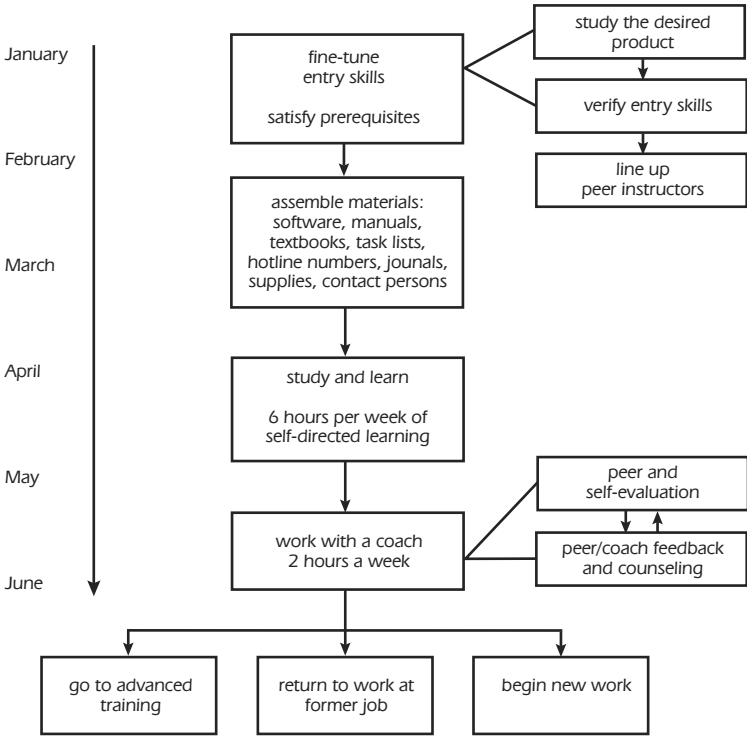 January
February
March
April
May
June
fine-tune
entry skills
satisfy prerequisites
study the desired
product
verify entry skills
line up
peer instructors
assemble materials:
software, manuals,
textbooks, task lists,
hotline numbers, jounals,
supplies, contact persons
study and learn
6 hours per week of
self-directed learning
work with a coach
2 hours a week
peer and
self-evaluation
peer/coach feedback
and counseling
go to advanced
training
return to work at
former job
begin new work